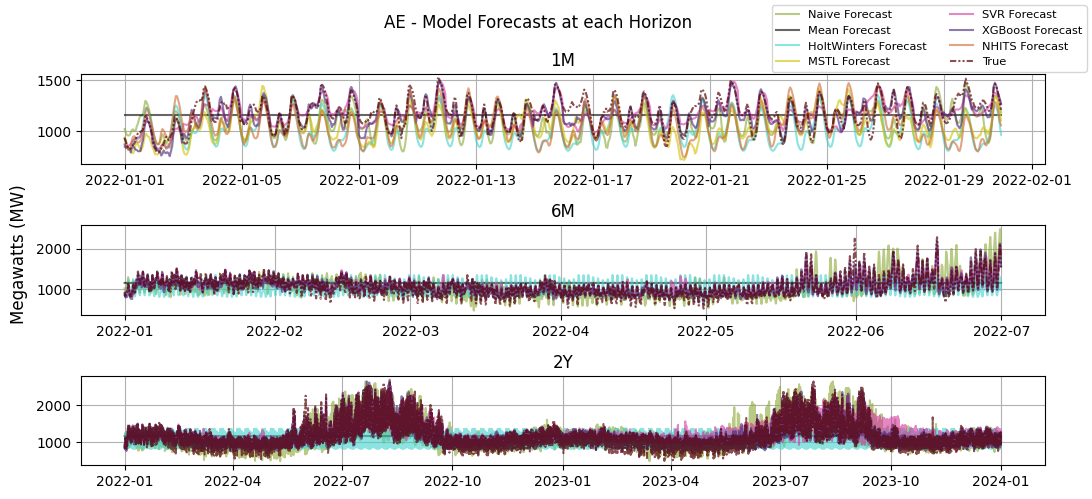 AE - Model Forecasts at each Horizon
Naive Forecast
Mean Forecast
HoltWinters Forecast
MSTL Forecast
SVR Forecast
XGBoost Forecast
NHITS Forecast
True
1M
1500
1000
2022-01-01 2022-01-05 2022-01-09 2022-01-13 2022-01-17 2022-01-21 2022-01-25 2022-01-29 2022-02-01
Megawatts (MW)
6M
2000
1000
2022-01 2022-02 2022-03 2022-04 2022-05 2022-06 2022-07
2Y
2000
1000
2022-01 2022-04 2022-07 2022-10 2023-01 2023-04 2023-07 2023-10 2024-01